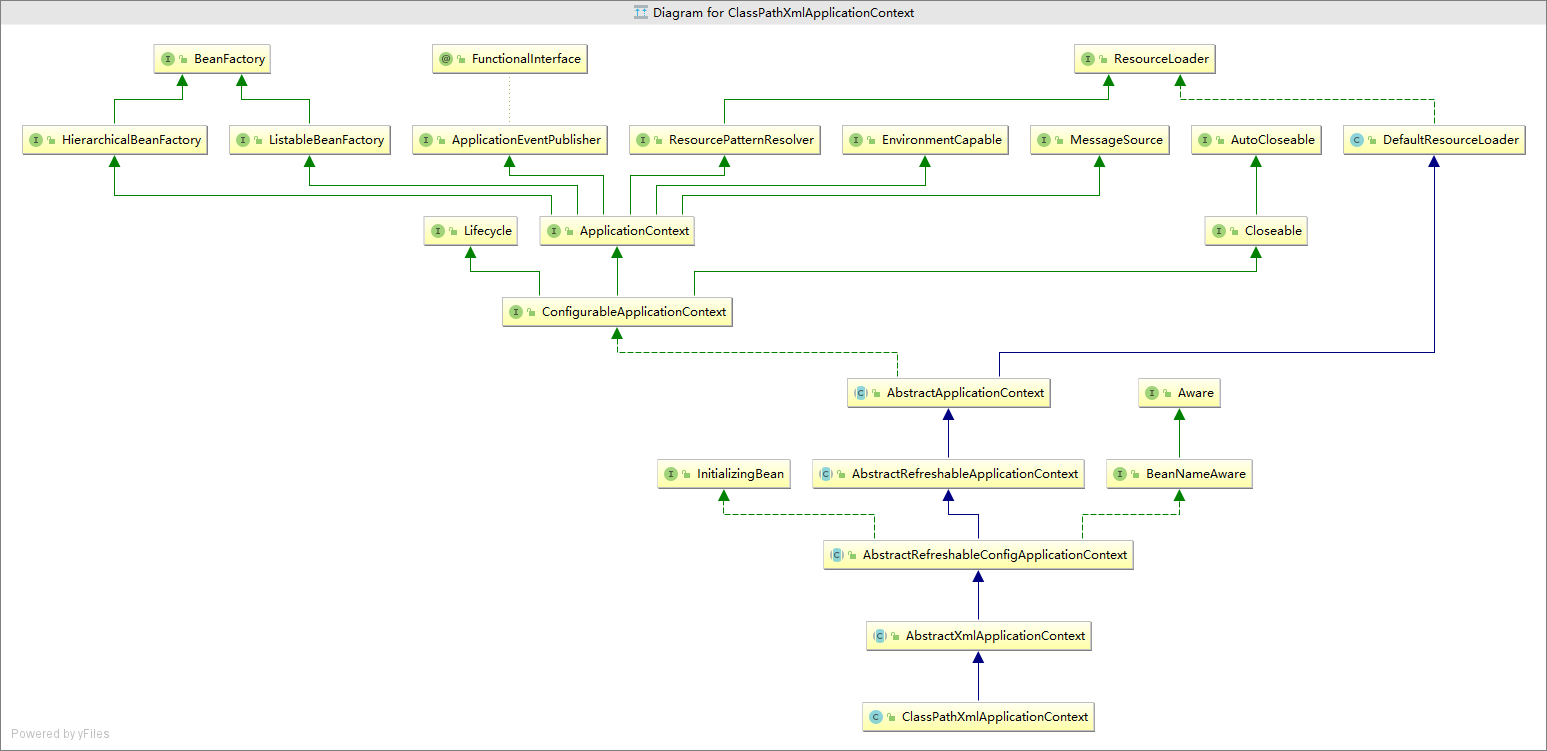 Diagram for ClassPathXmlApplicationContext
BeanFactory
FunctionalInterface
ResourceLoader
HierarchicalBeanFactory
ListableBeanFactory
ApplicationEventPublisher
ResourcePatternResolver
EnvironmentCapable
MessageSource
AutoCloseable
DefaultResourceLoader
Lifecycle
ApplicationContext
Closeable
ConfigurableApplicationContext
AbstractApplicationContext
Aware
InitializingBean
AbstractRefreshableApplicationContext
BeanNameAware
AbstractRefreshableConfigApplicationContext
AbstractXmlApplicationContext
ClassPathXmlApplicationContext
Powered by yFiles